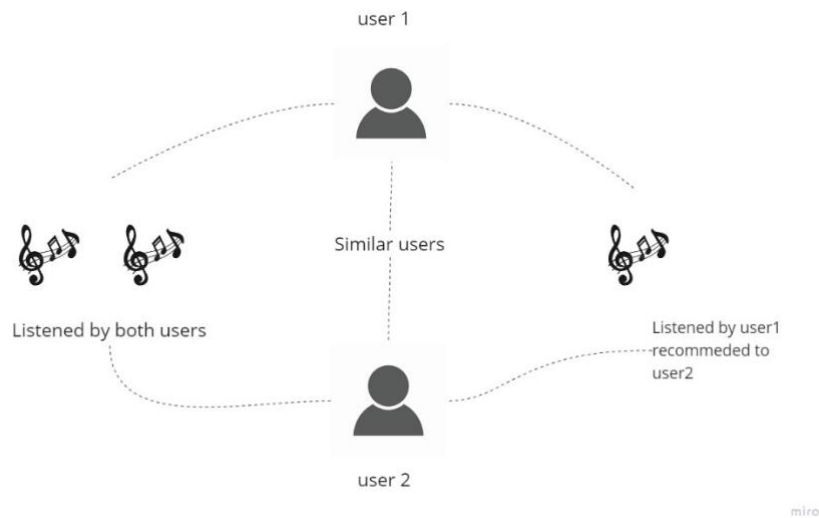 user 1
Similar users
Listened by both users
Listened by user1
recommeded to
user2
user 2
miro